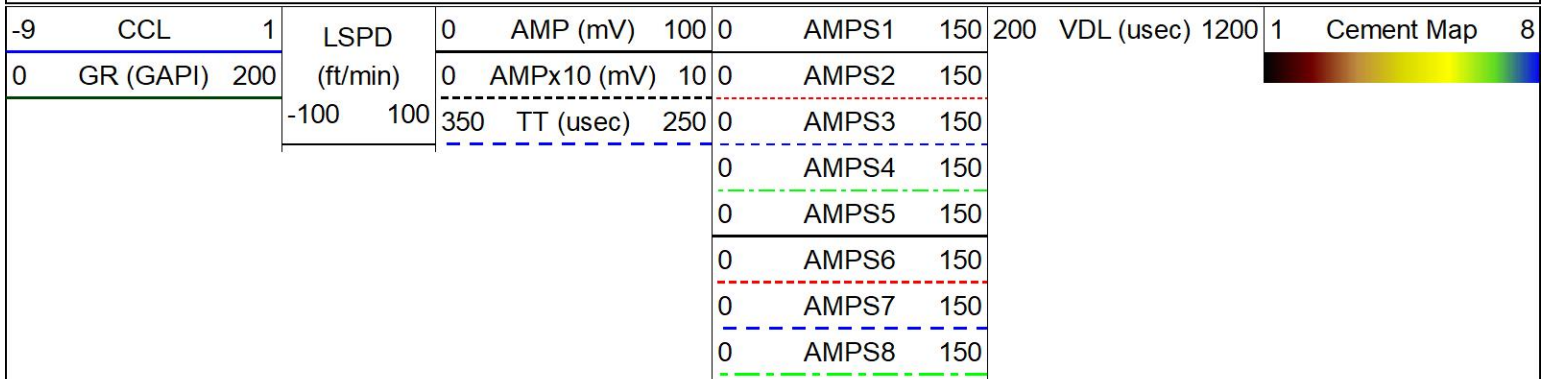 -9 CCL 1
0 GR (GAPI) 200
LSPD
(ft/min)
-100 100
0 AMP (mV) 100
0 AMPx10 (mV) 10
350 TT (usec) 250
0 AMPS1 150
0 AMPS2 150
0 AMPS3 150
0 AMPS4 150
0 AMPS5 150
0 AMPS6 150
0 AMPS7 150
0 AMPS8 150
200 VDL (usec) 1200
1 Cement Map 8